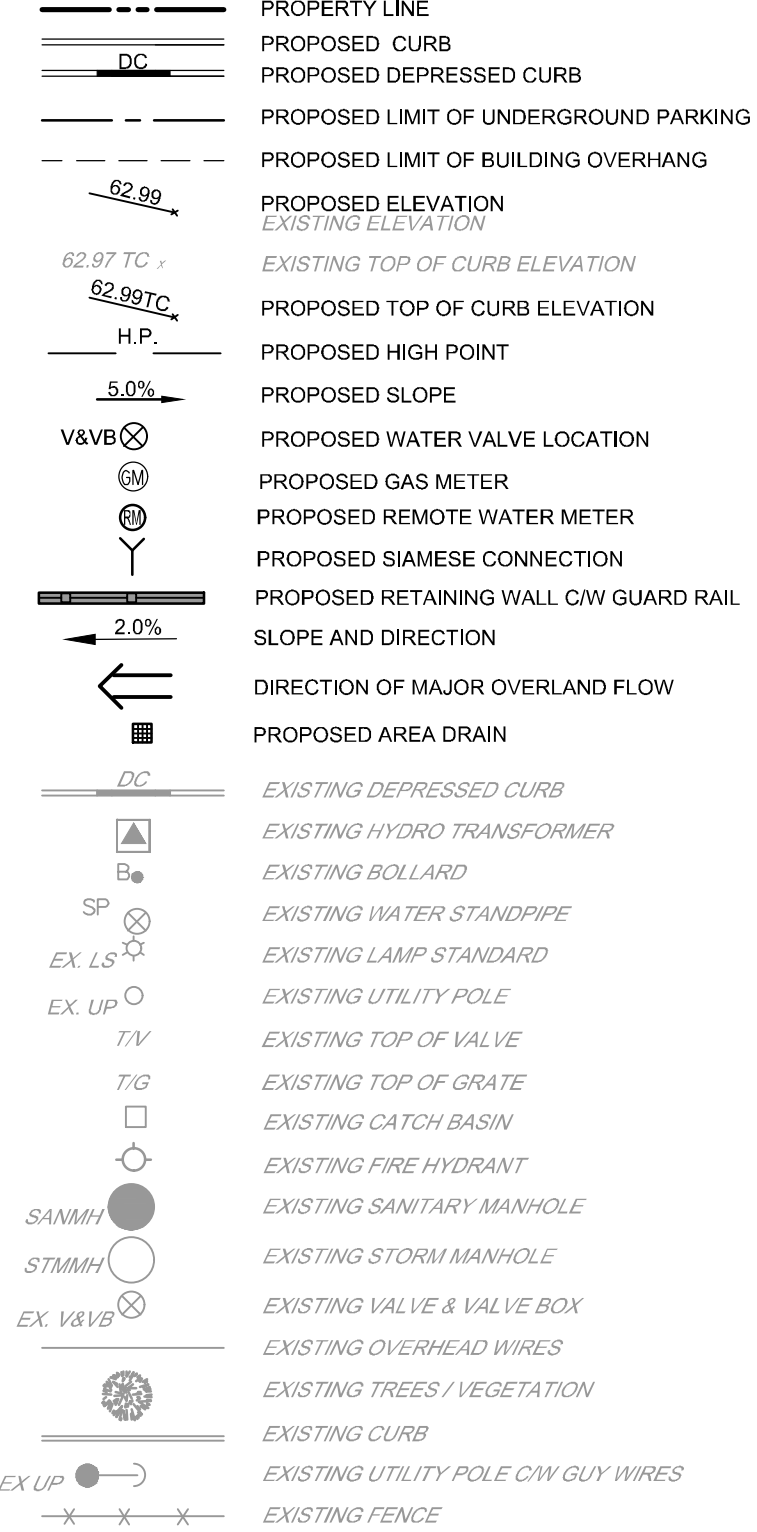 PROPERTY LINE
PROPOSED CURB
DC
PROPOSED DEPRESSED CURB
PROPOSED LIMIT OF UNDERGROUND PARKING
PROPOSED LIMIT OF BUILDING OVERHANG
62.99 PROPOSED ELEVATION
EXISTING ELEVATION
62.97 TC x EXISTING TOP OF CURB ELEVATION
62.99TC PROPOSED TOP OF CURB ELEVATION
H.P. PROPOSED HIGH POINT
5.0% PROPOSED SLOPE
V&VB PROPOSED WATER VALVE LOCATION
GM PROPOSED GAS METER
RM PROPOSED REMOTE WATER METER
PROPOSED SIAMESE CONNECTION
PROPOSED RETAINING WALL C/W GUARD RAIL
2.0% SLOPE AND DIRECTION
DIRECTION OF MAJOR OVERLAND FLOW
PROPOSED AREA DRAIN
DC EXISTING DEPRESSED CURB
EXISTING HYDRO TRANSFORMER
B EXISTING BOLLARD
SP EXISTING WATER STANDPIPE
EX. LS EXISTING LAMP STANDARD
EX. UP EXISTING UTILITY POLE
T/V EXISTING TOP OF VALVE
T/G EXISTING TOP OF GRATE
EXISTING CATCH BASIN
EXISTING FIRE HYDRANT
SANMH EXISTING SANITARY MANHOLE
STMMH EXISTING STORM MANHOLE
EX. V&VB EXISTING VALVE & VALVE BOX
EXISTING OVERHEAD WIRES
EXISTING TREES / VEGETATION
EXISTING CURB
EX UP EXISTING UTILITY POLE C/W GUY WIRES
EXISTING FENCE